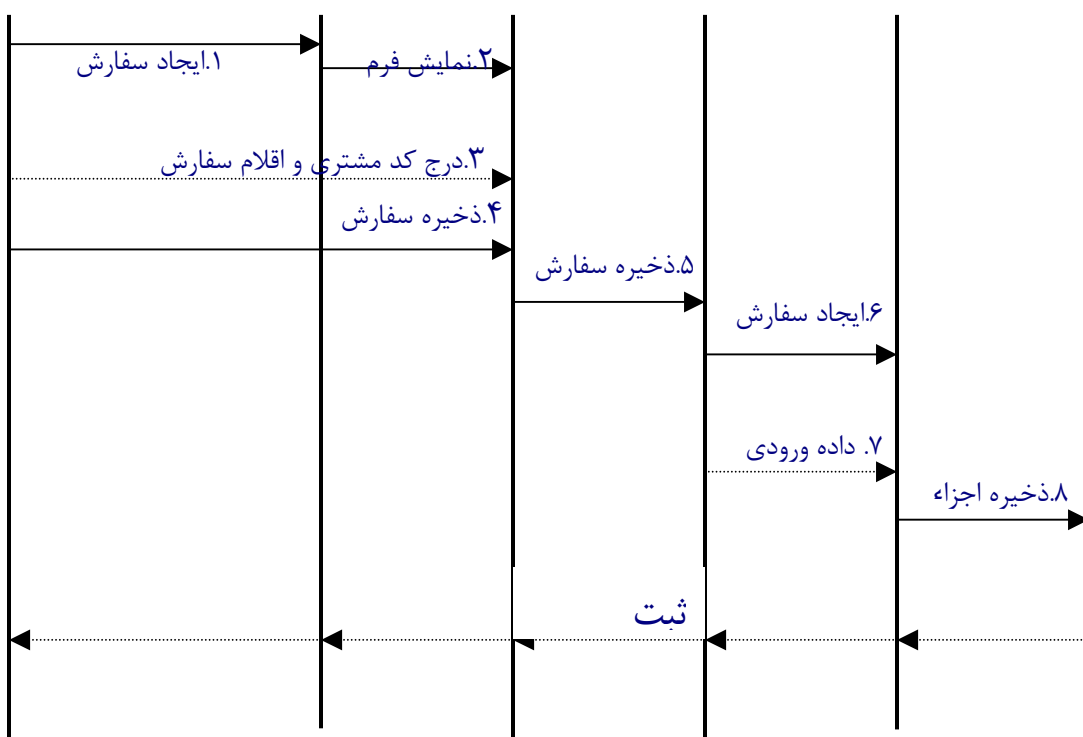 ۱.ایجاد سفارش
۲.نمایش فرم
۳.درج کد مشتری و اقلام سفارش
۴.ذخیره سفارش
۵.ذخیره سفارش
۶.ایجاد سفارش
۷. داده ورودی
۸.ذخیره اجزاء
ثبت